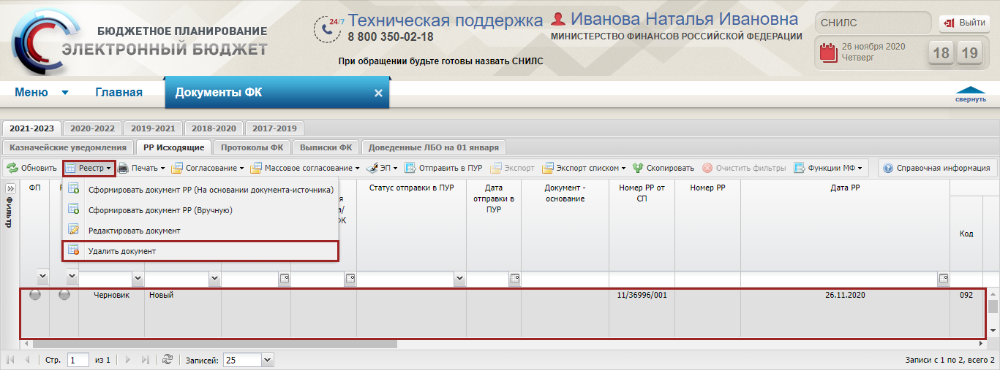 БЮДЖЕТНОЕ ПЛАНИРОВАНИЕ
ЭЛЕКТРОННЫЙ БЮДЖЕТ
24/7 Техническая поддержка
8 800 350-02-18
При обращении будьте готовы назвать СНИЛС
Иванова Наталья Ивановна
МИНИСТЕРСТВО ФИНАНСОВ РОССИЙСКОЙ ФЕДЕРАЦИИ
СНИЛС
Выйти
26 ноября 2020
Четверг
18 19
Меню Главная Документы ФК
свернуть
2021-2023 2020-2022 2019-2021 2018-2020 2017-2019
Казначейские уведомления РР Исходящие Протоколы ФК Выписки ФК Доведенные ЛБО на 01 января
Обновить Реестр Печать Согласование Массовое согласование ЭП Отправить в ПУР Экспорт Экспорт списком Скопировать Очистить фильтры Функции МФ Справочная информация
Фильтр
ФП
Сформировать документ РР (На основании документа-источника)
Сформировать документ РР (Вручную)
Редактировать документ
Удалить документ
я
а/
ФК
Статус отправки в ПУР
Дата
отправки в
ПУР
Документ -
основание
Номер РР от
СП
Номер РР
Дата РР
Код
Черновик Новый 11/36996/001 26.11.2020 092
Стр. 1 из 1 Записей: 25
Записи с 1 по 2, всего 2